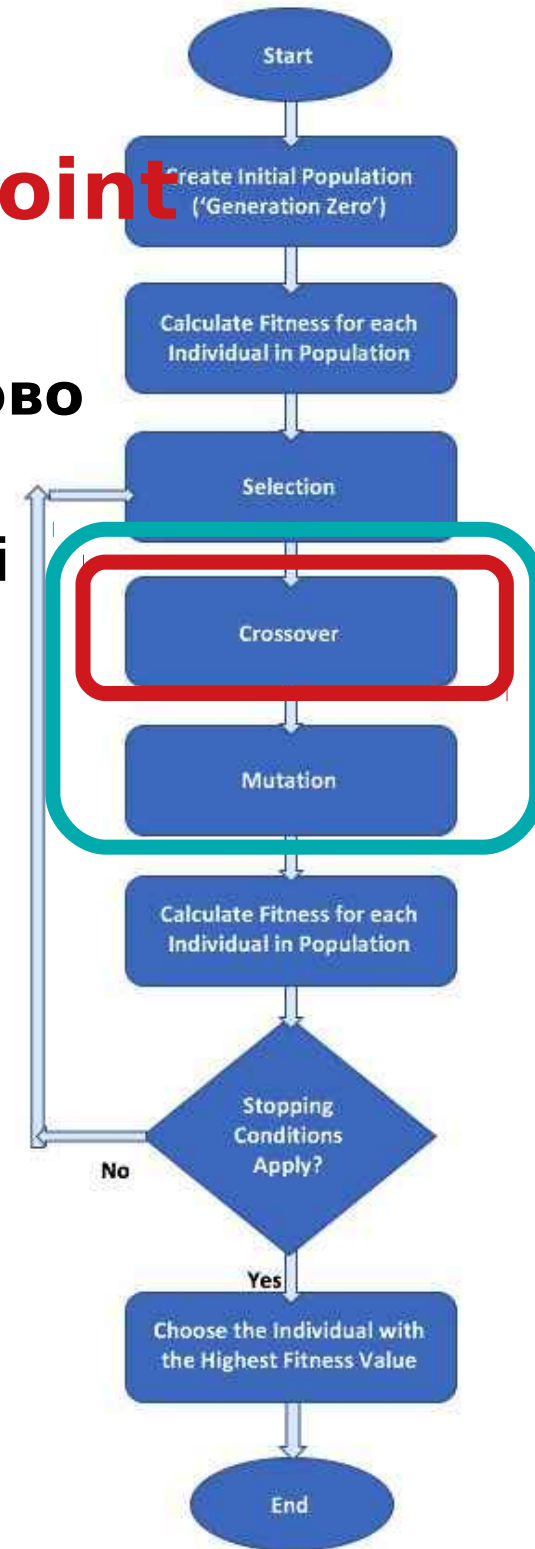 Start
oint
Create Initial Population
('Generation Zero')
Calculate Fitness for each
Individual in Population
ово
Selection
i
Crossover
Mutation
Calculate Fitness for each
Individual in Population
Stopping
Conditions
Apply?
No
Yes
Choose the Individual with
the Highest Fitness Value
End